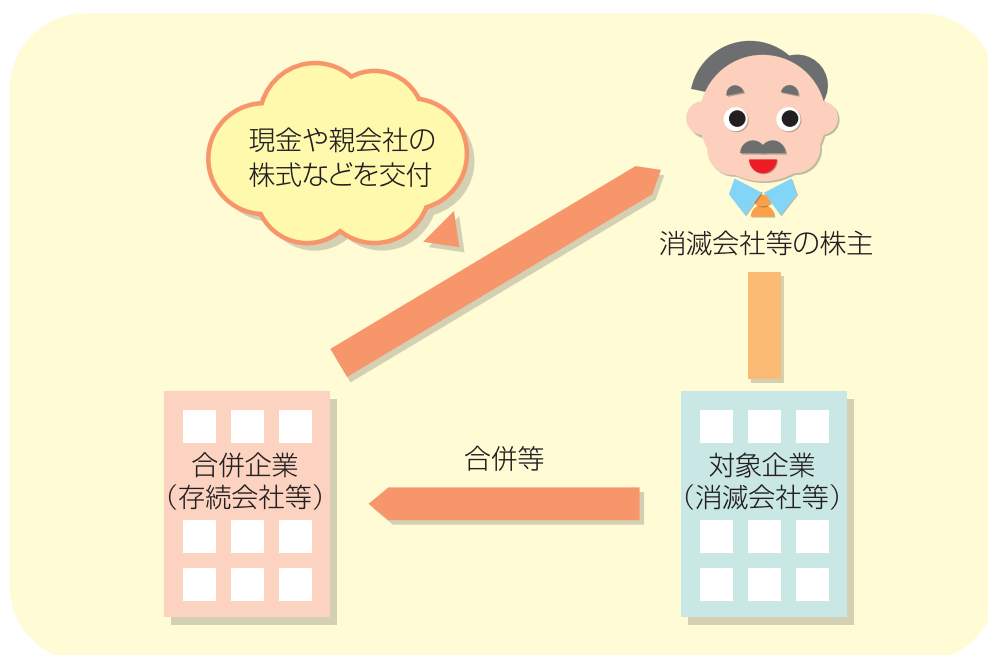 現金や親会社の
株式などを交付
消滅会社等の株主
合併等
合併企業
（存続会社等）
対象企業
（消滅会社等）